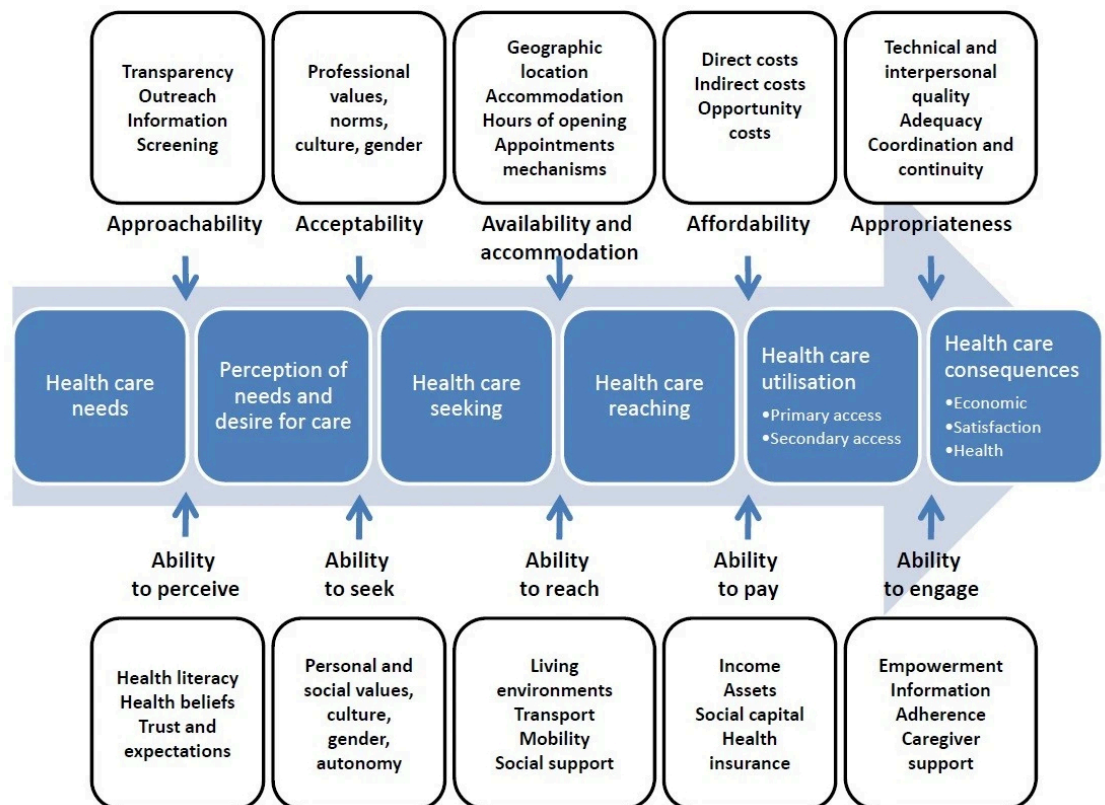 Transparency
Outreach
Information
Screening
Professional
values,
norms,
culture, gender
Geographic
location
Accommodation
Hours of opening
Appointments
mechanisms
Direct costs
Indirect costs
Opportunity
costs
Technical and
interpersonal
quality
Adequacy
Coordination and
continuity
Approachability
Acceptability
Availability and
accommodation
Affordability
Appropriateness
Health care
needs
Perception of
needs and
desire for care
Health care
seeking
Health care
reaching
Health care
utilisation
•Primary access
•Secondary access
Health care
consequences
•Economic
•Satisfaction
•Health
Ability
to perceive
Ability
to seek
Ability
to reach
Ability
to pay
Ability
to engage
Health literacy
Health beliefs
Trust and
expectations
Personal and
social values,
culture,
gender,
autonomy
Living
environments
Transport
Mobility
Social support
Income
Assets
Social capital
Health
insurance
Empowerment
Information
Adherence
Caregiver
support